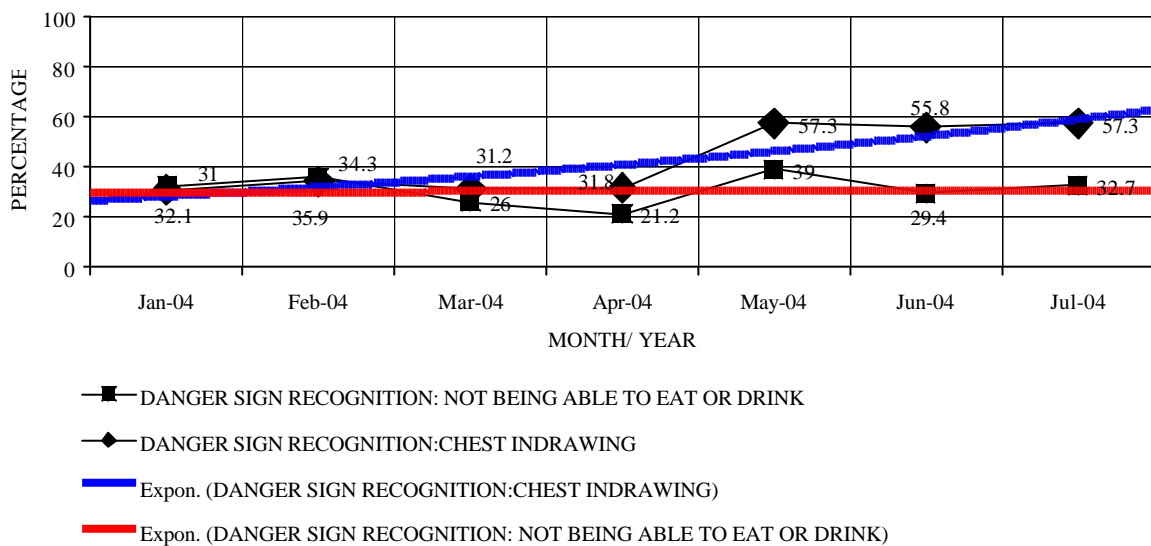 100
80
60
40
20
0
PERCENTAGE
31
32.1
34.3
35.9
31.2
26
31.8
21.2
57.3
39
55.8
29.4
57.3
32.7
Jan-04 Feb-04 Mar-04 Apr-04 May-04 Jun-04 Jul-04
MONTH/ YEAR
DANGER SIGN RECOGNITION: NOT BEING ABLE TO EAT OR DRINK
DANGER SIGN RECOGNITION:CHEST INDRAWING
Expon. (DANGER SIGN RECOGNITION:CHEST INDRAWING)
Expon. (DANGER SIGN RECOGNITION: NOT BEING ABLE TO EAT OR DRINK)